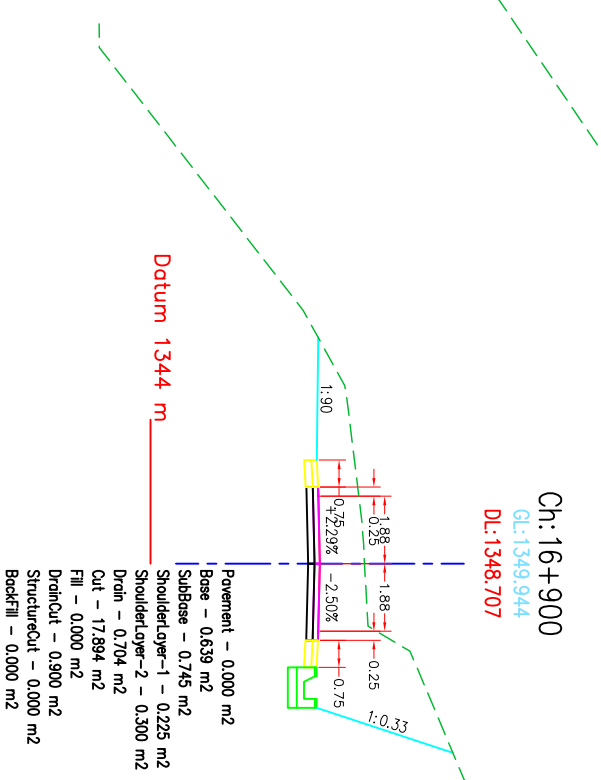 Ch:16+900
GL:1349.944
DL:1348.707
1.88
1.88
0.25
0.25
0.75
0.75
+2.29%
-2.50%
1:90
1:0.33
Datum 1344 m
Pavement - 0.000 m2
Base - 0.639 m2
SubBase - 0.745 m2
ShoulderLayer-1 - 0.225 m2
ShoulderLayer-2 - 0.300 m2
Drain - 0.704 m2
Cut - 17.894 m2
Fill - 0.000 m2
DrainCut - 0.900 m2
StructureCut - 0.000 m2
BackFill - 0.000 m2